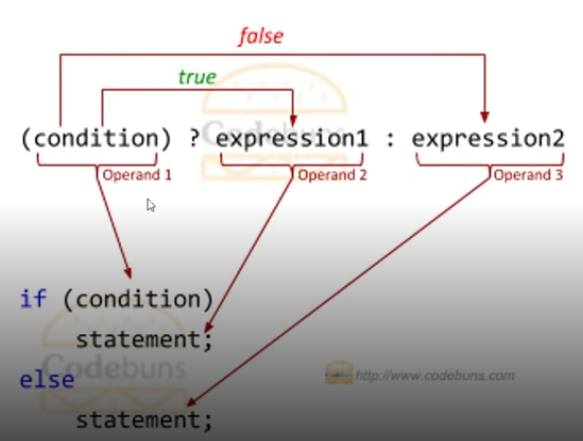 false
true
(condition) ? expression1 : expression2
Operand 1 Operand 2 Operand 3
if (condition)
statement;
else
statement;
Codebuns
Codebuns
http://www.codebuns.com